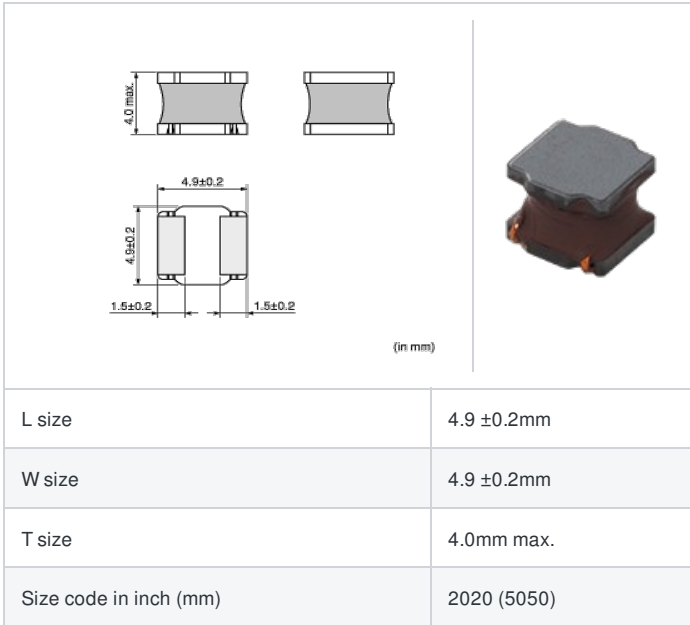 4.0 max.
4.9±0.2
4.9±0.2
1.5±0.2
1.5±0.2
(in mm)
L size 4.9 ±0.2mm
W size 4.9 ±0.2mm
T size 4.0mm max.
Size code in inch (mm) 2020 (5050)